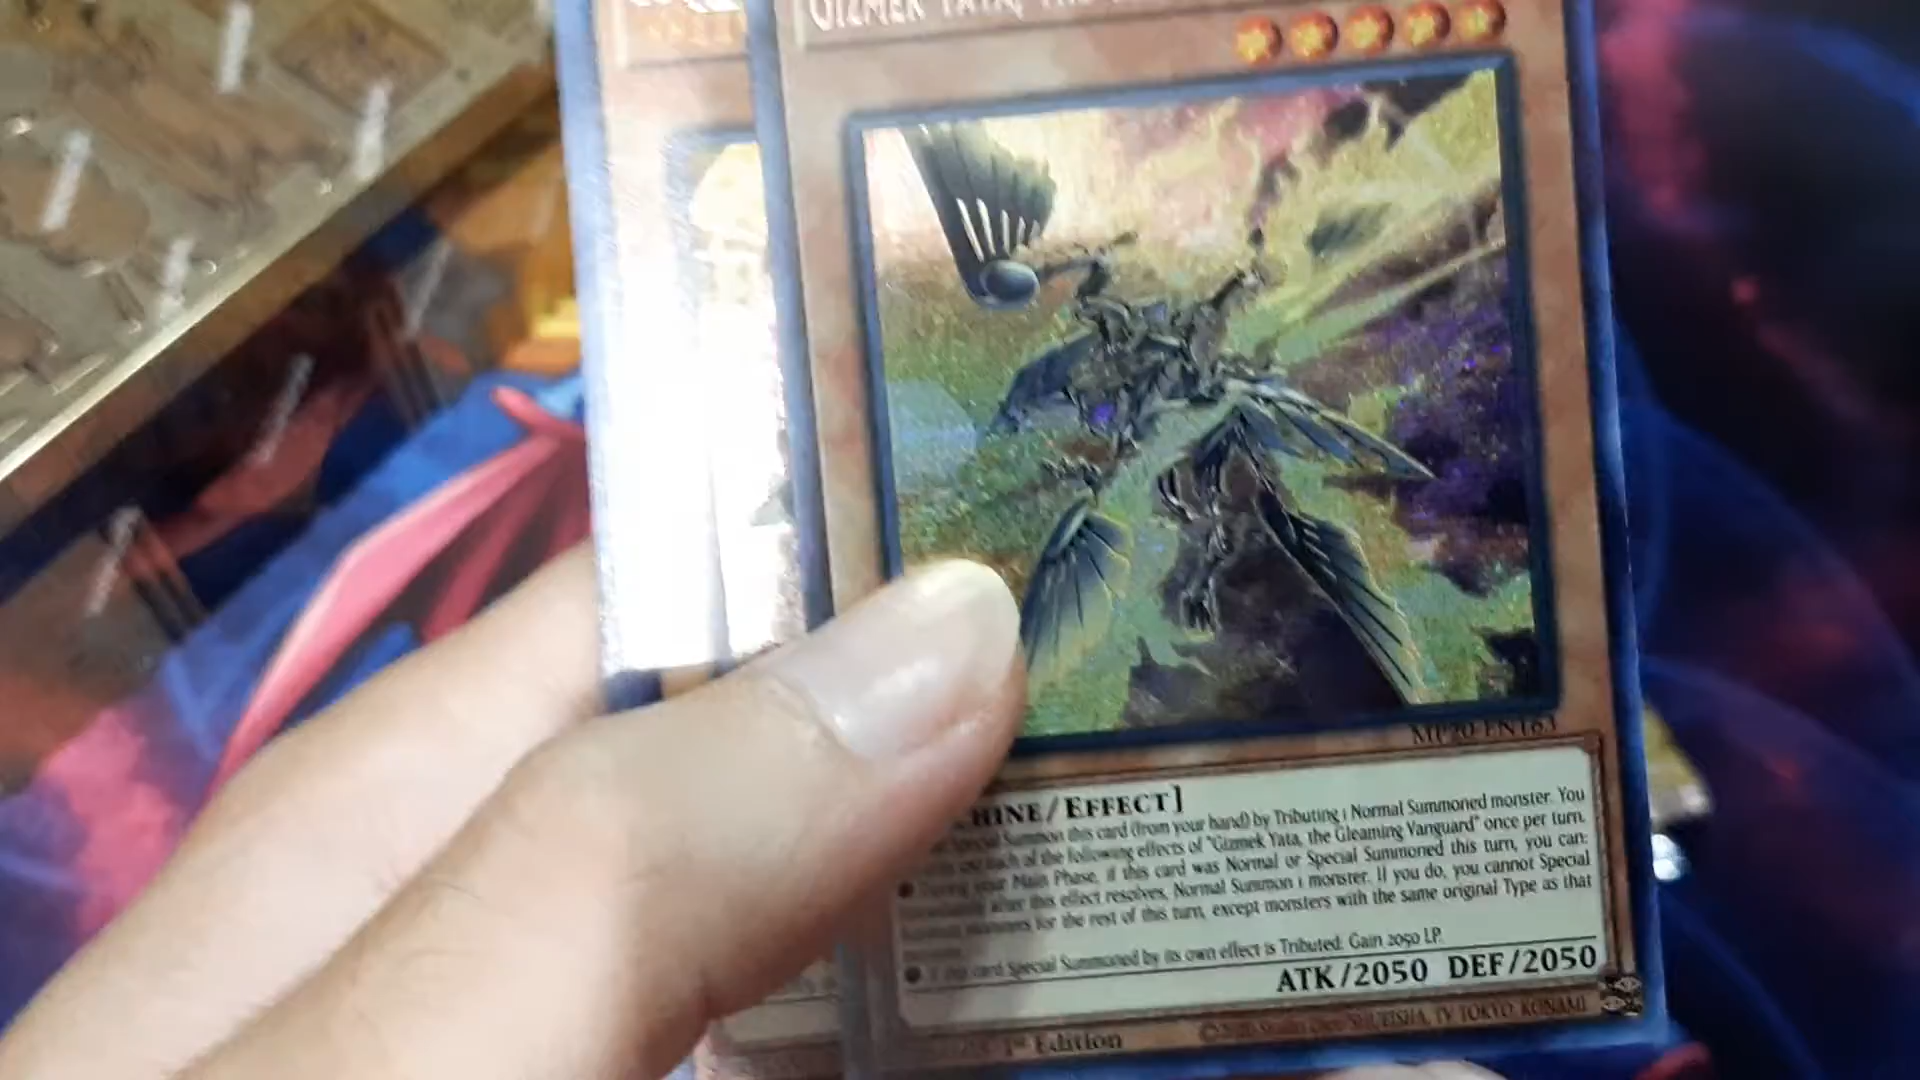 GIZMEK YATA, THE
MP20-EN163
CHINE/EFFECT]
Special Summon this card (from your hand) by Tributing 1 Normal Summoned monster. You
each of the following effects of "Gizmek Yata, the Gleaming Vanguard" once per turn.
● During your Main Phase, if this card was Normal or Special Summoned this turn, you can:
immediately after this effect resolves, Normal Summon 1 monster. If you do, you cannot Special
Summon monsters for the rest of this turn, except monsters with the same original Type as that
● If this card Special Summoned by its own effect is Tributed: Gain 2050 LP.
ATK/2050 DEF/2050
1st Edition
SHUEISHA, TV TOKYO, KONAMI